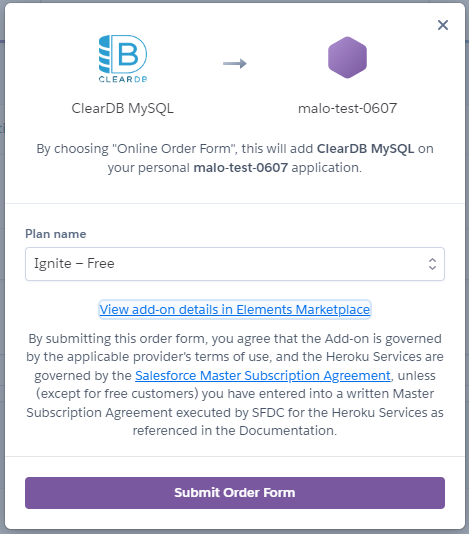 CLEARDB
ClearDB MySQL
malo-test-0607
By choosing "Online Order Form", this will add ClearDB MySQL on
your personal malo-test-0607 application.
Plan name
Ignite – Free
View add-on details in Elements Marketplace
By submitting this order form, you agree that the Add-on is governed
by the applicable provider's terms of use, and the Heroku Services are
governed by the Salesforce Master Subscription Agreement, unless
(except for free customers) you have entered into a written Master
Subscription Agreement executed by SFDC for the Heroku Services as
referenced in the Documentation.
Submit Order Form